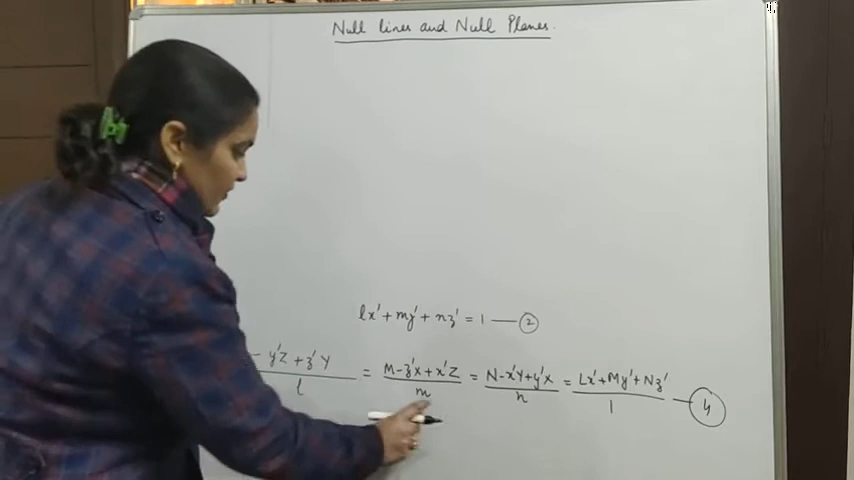 Null lines and Null Planes.
lx' + my' + nz' = 1 — ②
- y'Z + z'Y / l = M - z'X + x'Z / m = N - x'Y + y'X / n = Lx' + My' + Nz' / 1 — ④